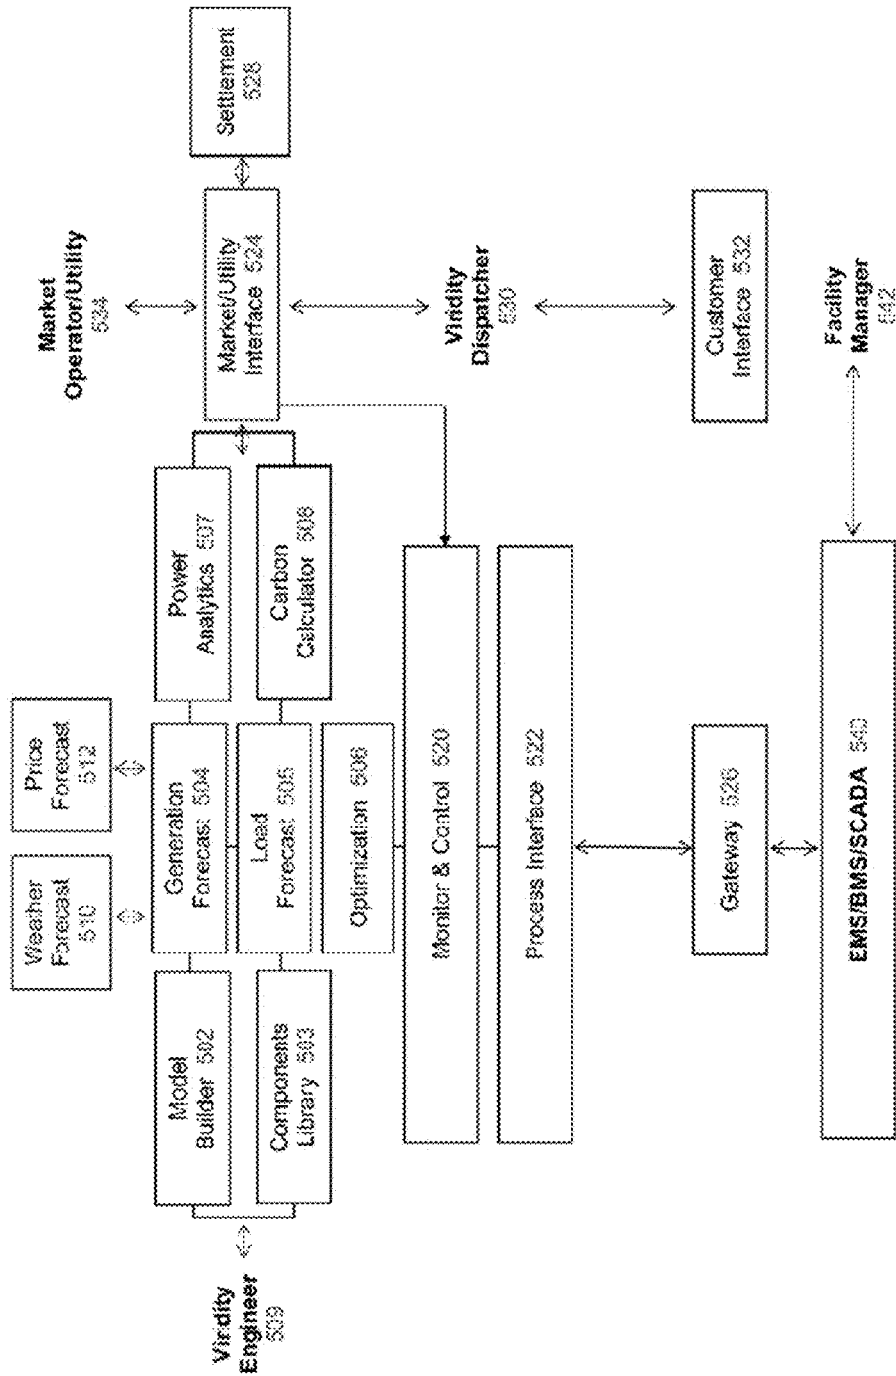 Weather
Forecast
510
Price
Forecast
512
Market
Operator/Utility
534
Viridity
Engineer
509
Model
Builder 502
Generation
Forecast 504
Power
Analytics 507
Market/Utility
Interface 524
Settlement
528
Components
Library 503
Load
Forecast 505
Carbon
Calculator 508
Optimization 506
Monitor & Control 520
Process Interface 522
Viridity
Dispatcher
530
Gateway 526
Customer
Interface 532
EMS/BMS/SCADA 540
Facility
Manager
542